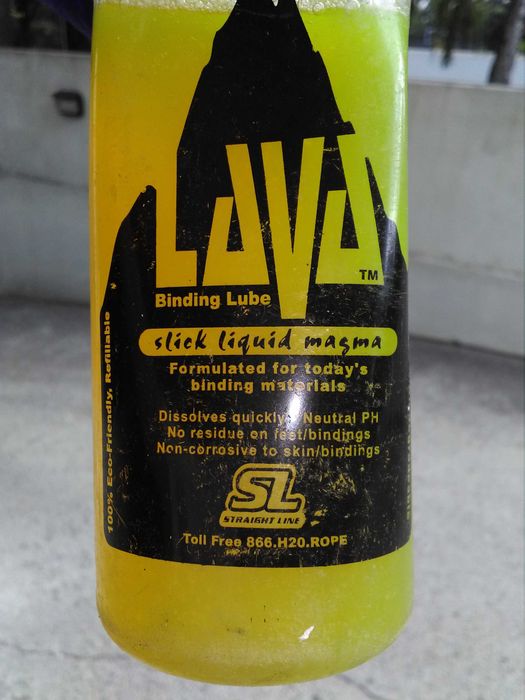 LAVA TM
Binding Lube
slick liquid magma
Formulated for today's
binding materials
Dissolves quickly Neutral PH
No residue on feet/bindings
Non-corrosive to skin/bindings
SL
STRAIGHT LINE
Toll Free 866.H20.ROPE
100% Eco-Friendly, Refillable